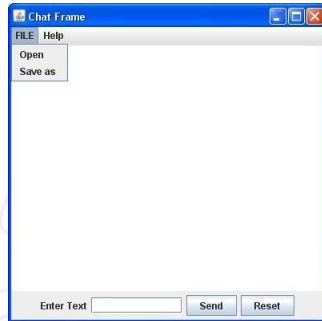 Chat Frame
FILE Help
Open
Save as
Enter Text Send Reset